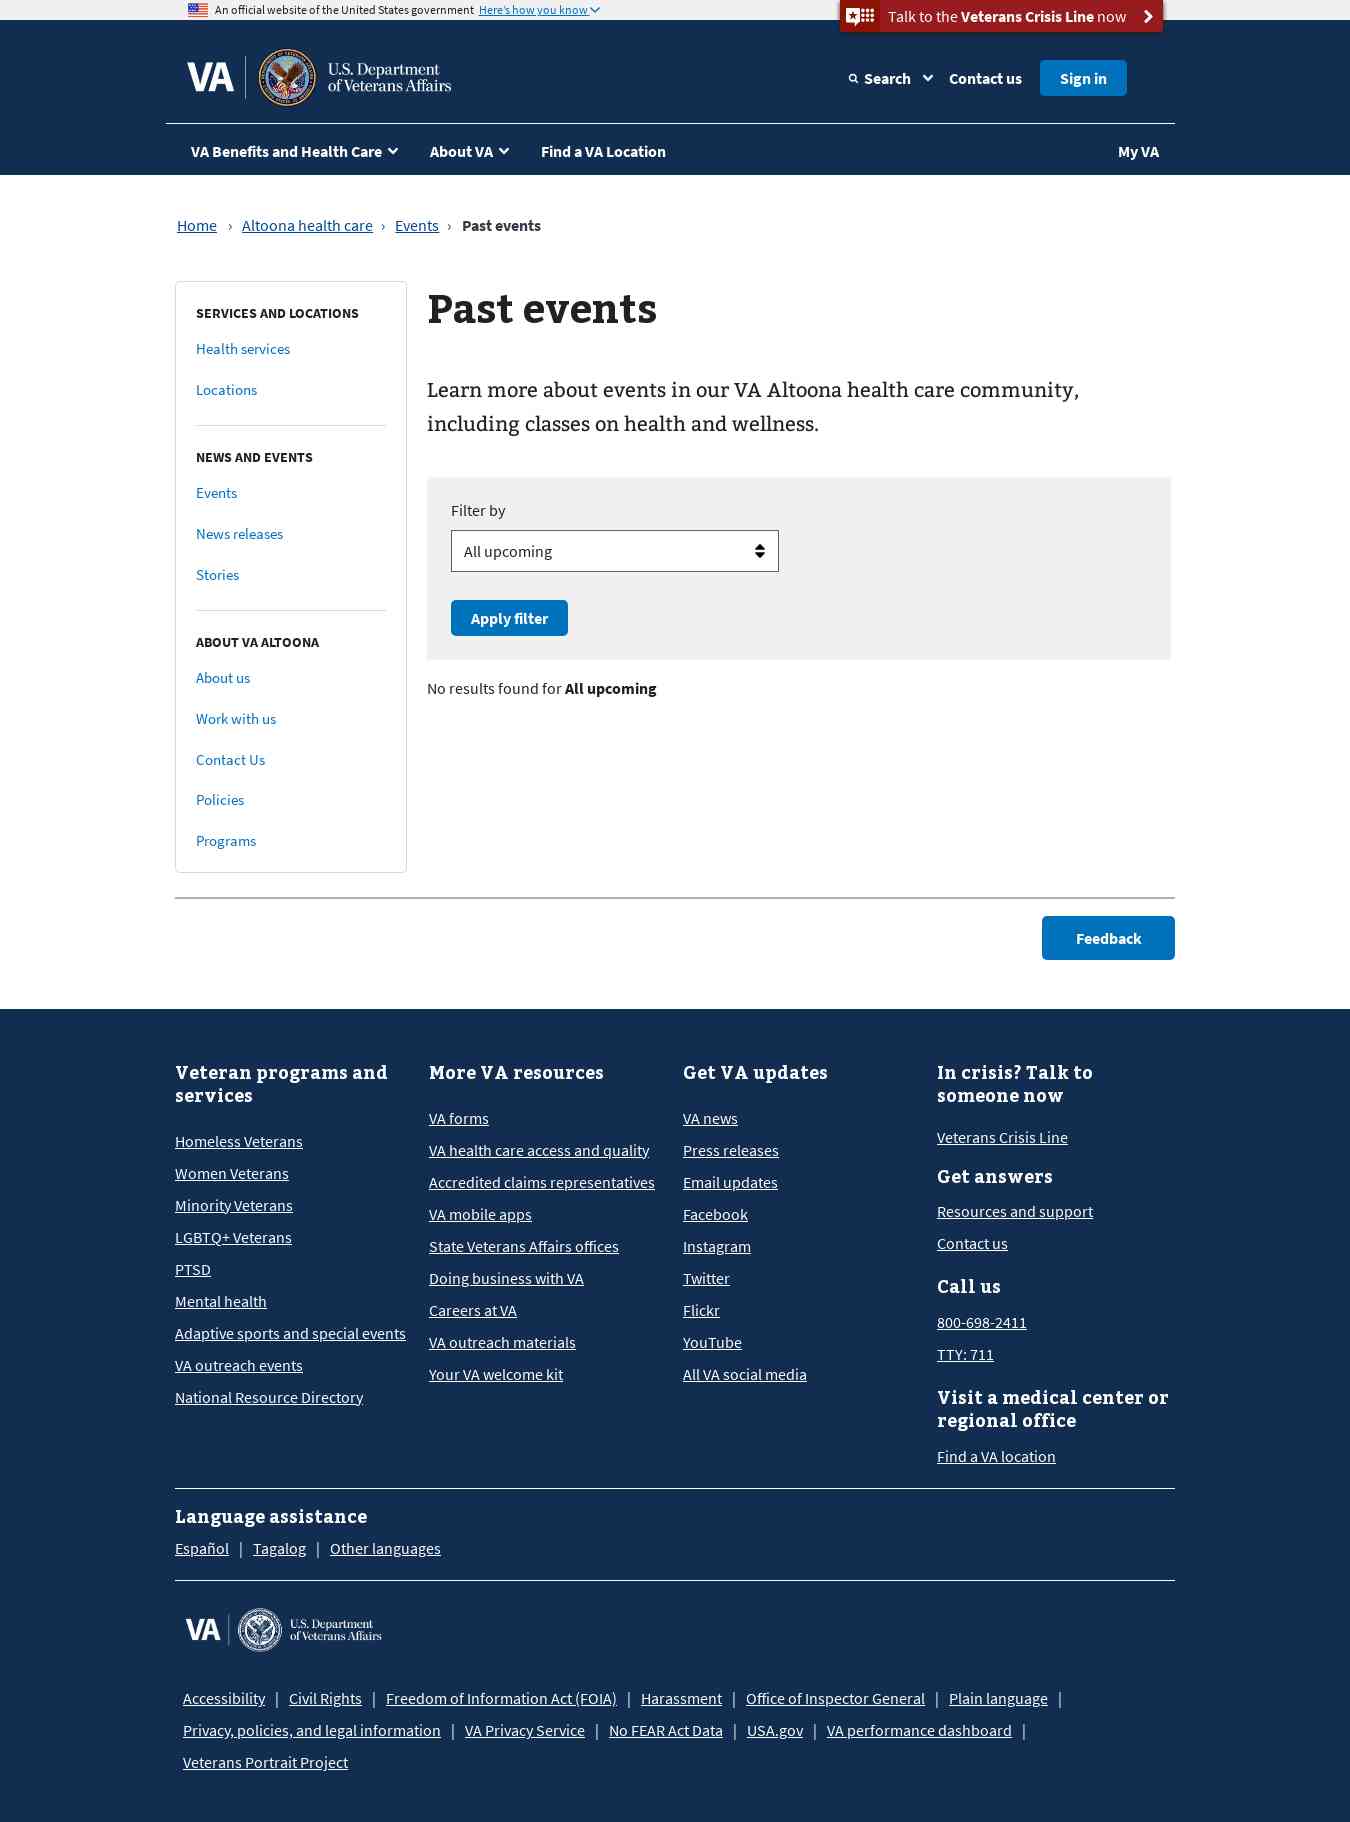 An official website of the United States government Here's how you know
Talk to the Veterans Crisis Line now
VA
U.S. Department
of Veterans Affairs
Search
Contact us
Sign in
VA Benefits and Health Care
About VA
Find a VA Location
My VA
Home › Altoona health care › Events › Past events
SERVICES AND LOCATIONS
Health services
Locations
NEWS AND EVENTS
Events
News releases
Stories
ABOUT VA ALTOONA
About us
Work with us
Contact Us
Policies
Programs
Past events
Learn more about events in our VA Altoona health care community,
including classes on health and wellness.
Filter by
All upcoming
Apply filter
No results found for All upcoming
Feedback
Veteran programs and
services
Homeless Veterans
Women Veterans
Minority Veterans
LGBTQ+ Veterans
PTSD
Mental health
Adaptive sports and special events
VA outreach events
National Resource Directory
More VA resources
VA forms
VA health care access and quality
Accredited claims representatives
VA mobile apps
State Veterans Affairs offices
Doing business with VA
Careers at VA
VA outreach materials
Your VA welcome kit
Get VA updates
VA news
Press releases
Email updates
Facebook
Instagram
Twitter
Flickr
YouTube
All VA social media
In crisis? Talk to
someone now
Veterans Crisis Line
Get answers
Resources and support
Contact us
Call us
800-698-2411
TTY: 711
Visit a medical center or
regional office
Find a VA location
Language assistance
Español | Tagalog | Other languages
VA
U.S. Department
of Veterans Affairs
Accessibility | Civil Rights | Freedom of Information Act (FOIA) | Harassment | Office of Inspector General | Plain language |
Privacy, policies, and legal information | VA Privacy Service | No FEAR Act Data | USA.gov | VA performance dashboard |
Veterans Portrait Project